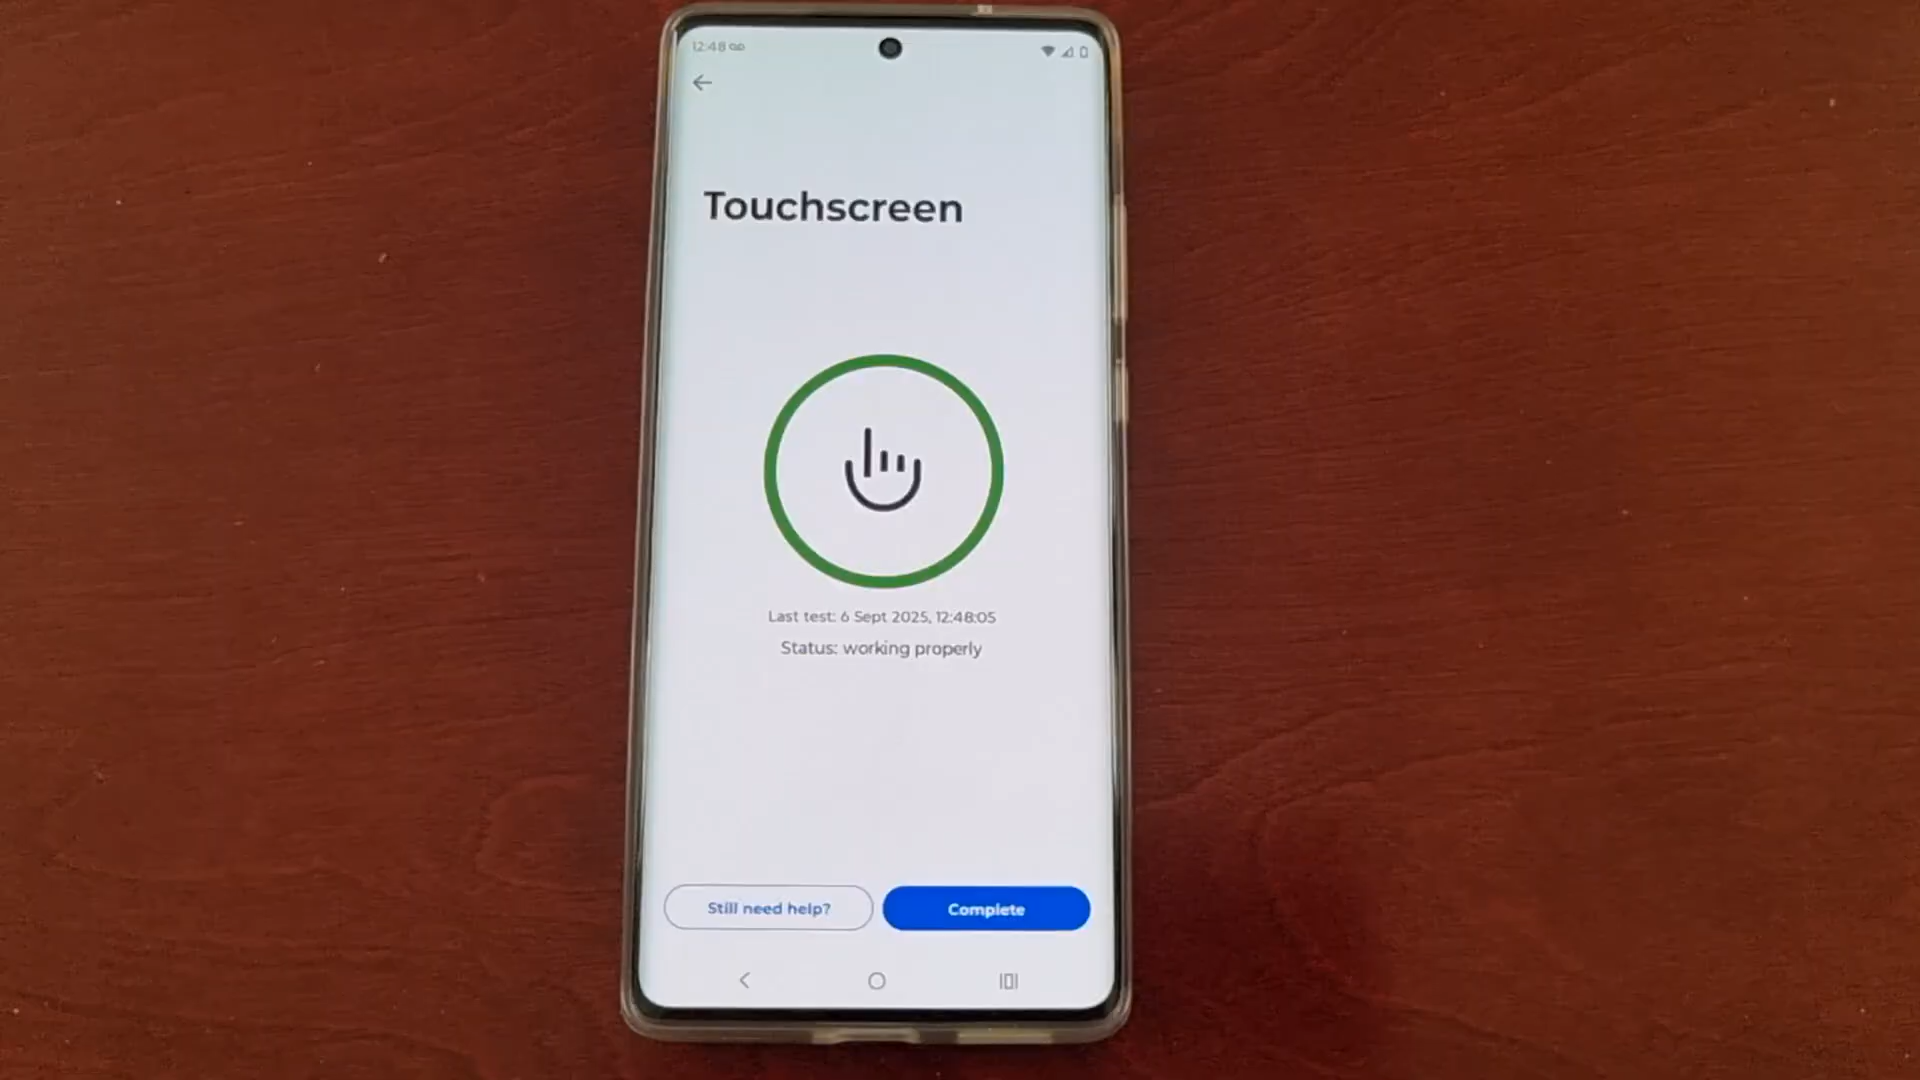 12:48
Touchscreen
Last test: 6 Sept 2025, 12:48:05
Status: working properly
Still need help?
Complete